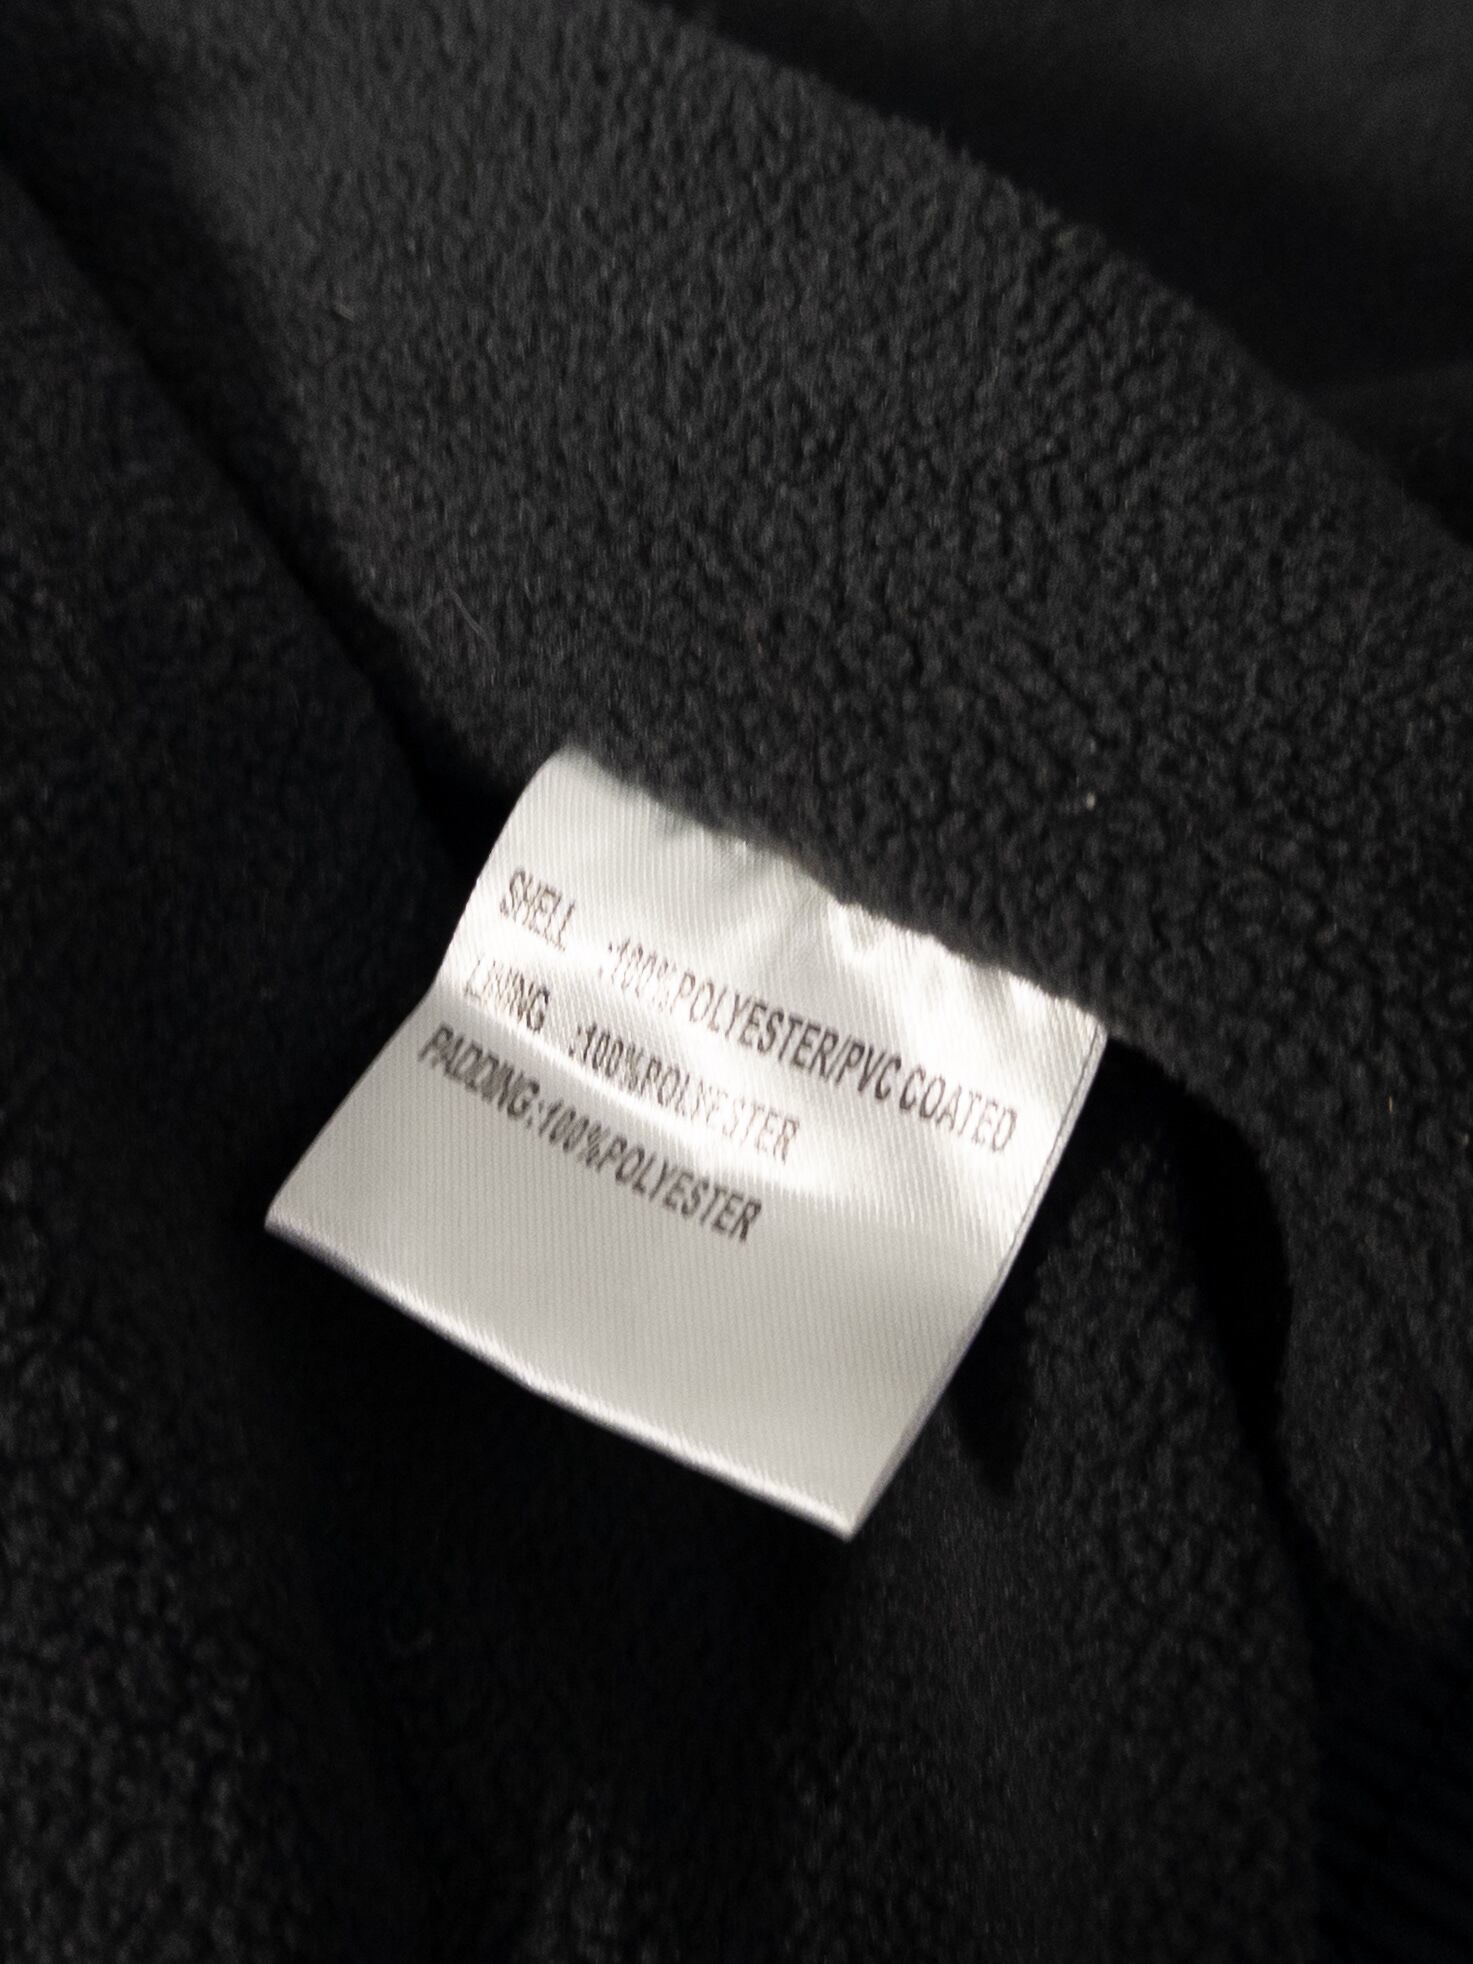 SHELL :100%POLYESTER/PVC COATED
LINING :100%POLYESTER
PADDING:100%POLYESTER